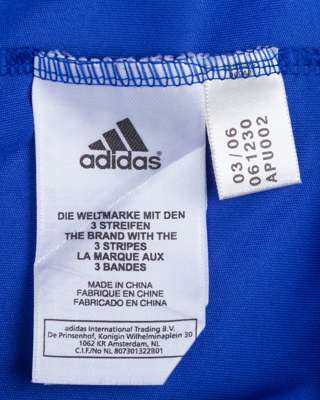 adidas
DIE WELTMARKE MIT DEN
3 STREIFEN
THE BRAND WITH THE
3 STRIPES
LA MARQUE AUX
3 BANDES
MADE IN CHINA
FABRIQUE EN CHINE
FABRICADO EN CHINA
adidas International Trading B.V.
De Prinsenhof, Konigin Wilhelminaplein 30
1062 KR Amsterdam, NL
C.I.F./No NL 807301322B01
03/06
061230
APU002